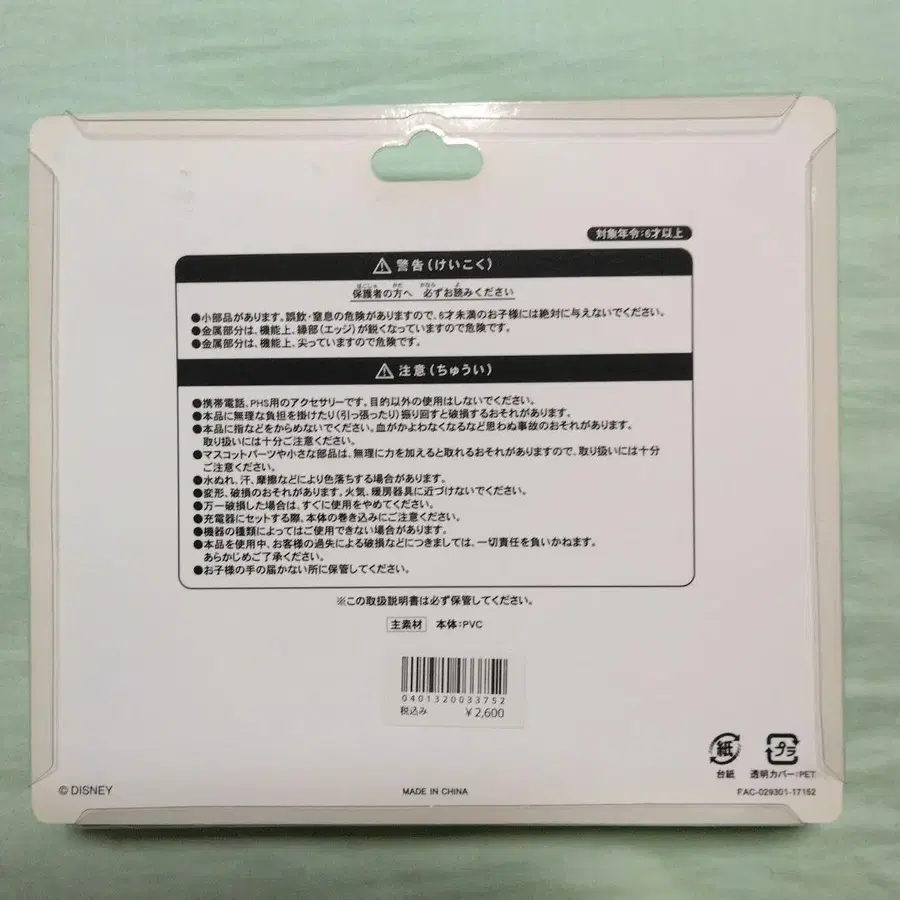 対象年令:6才以上
警告(けいこく)
保護者の方へ 必ずお読みください
●小部品があります。誤飲・窒息の危険がありますので、6才未満のお子様には絶対に与えないでください。
●金属部分は、機能上、縁部(エッジ)が鋭くなっていますので危険です。
●金属部分は、機能上、尖っていますので危険です。
注意(ちゅうい)
●携帯電話、PHS用のアクセサリーです。目的以外の使用はしないでください。
●本品に無理な負担を掛けたり(引っ張ったり)振り回すと破損するおそれがあります。
●本品に指などをからめないでください。血がかよわなくなるなど思わぬ事故のおそれがあります。
取り扱いには十分ご注意ください。
●マスコットパーツや小さな部品は、無理に力を加えると取れるおそれがありますので、取り扱いには十分
ご注意ください。
●水ぬれ、汗、摩擦などにより色落ちする場合があります。
●変形、破損のおそれがあります。火気、暖房器具に近づけないでください。
●万一破損した場合は、すぐに使用をやめてください。
●充電器にセットする際、本体の巻き込みにご注意ください。
●機器の種類によってはご使用できない場合があります。
●本品を使用中、お客様の過失による破損などにつきましては、一切責任を負いかねます。
あらかじめご了承ください。
●お子様の手の届かない所に保管してください。
※この取扱説明書は必ず保管してください。
主素材 本体:PVC
0401320033752
税込み ¥2,600
紙 プラ
台紙 透明カバー:PET
© DISNEY MADE IN CHINA FAC-029301-17152